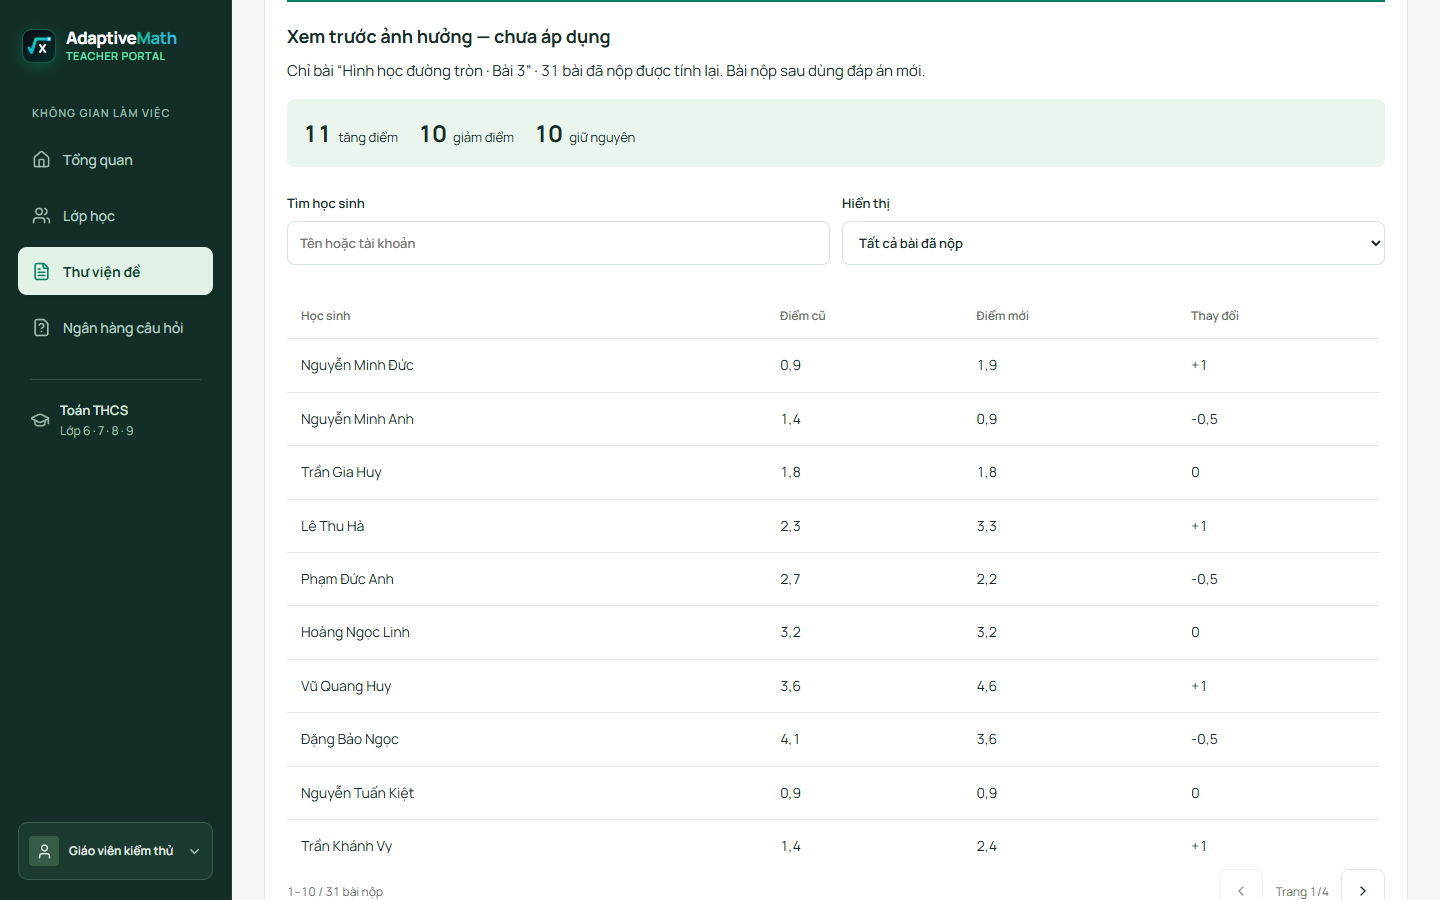 AdaptiveMath
TEACHER PORTAL
KHÔNG GIAN LÀM VIỆC
Tổng quan
Lớp học
Thư viện đề
Ngân hàng câu hỏi
Toán THCS
Lớp 6 · 7 · 8 · 9
Giáo viên kiểm thử
Xem trước ảnh hưởng — chưa áp dụng
Chỉ bài “Hình học đường tròn · Bài 3” · 31 bài đã nộp được tính lại. Bài nộp sau dùng đáp án mới.
11 tăng điểm 10 giảm điểm 10 giữ nguyên
Tìm học sinh Hiển thị
Tên hoặc tài khoản Tất cả bài đã nộp
Học sinh Điểm cũ Điểm mới Thay đổi
Nguyễn Minh Đức 0,9 1,9 +1
Nguyễn Minh Anh 1,4 0,9 -0,5
Trần Gia Huy 1,8 1,8 0
Lê Thu Hà 2,3 3,3 +1
Phạm Đức Anh 2,7 2,2 -0,5
Hoàng Ngọc Linh 3,2 3,2 0
Vũ Quang Huy 3,6 4,6 +1
Đặng Bảo Ngọc 4,1 3,6 -0,5
Nguyễn Tuấn Kiệt 0,9 0,9 0
Trần Khánh Vy 1,4 2,4 +1
1–10 / 31 bài nộp Trang 1/4